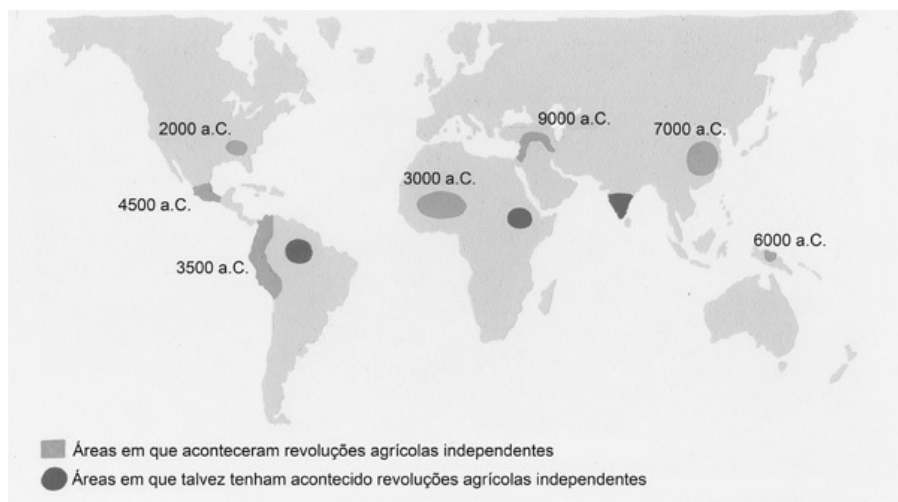 9000 a.C.
7000 a.C.
2000 a.C.
3000 a.C.
4500 a.C.
6000 a.C.
3500 a.C.
Áreas em que aconteceram revoluções agrícolas independentes
Áreas em que talvez tenham acontecido revoluções agrícolas independentes